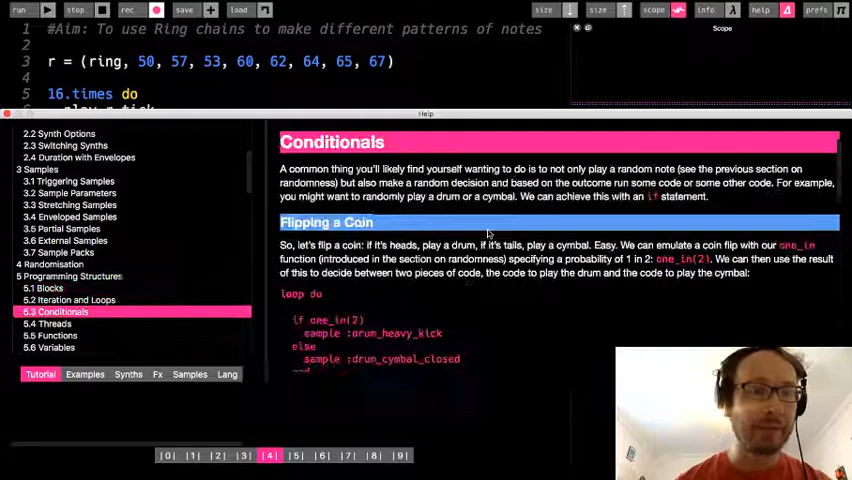 run stop rec save load size size scope info help prefs
1 #Aim: To use Ring chains to make different patterns of notes
2
3 r = (ring, 50, 57, 53, 60, 62, 64, 65, 67)
4
5 16.times do
play r.tick
Scope
Help
2.2 Synth Options
2.3 Switching Synths
2.4 Duration with Envelopes
3 Samples
3.1 Triggering Samples
3.2 Sample Parameters
3.3 Stretching Samples
3.4 Enveloped Samples
3.5 Partial Samples
3.6 External Samples
3.7 Sample Packs
4 Randomisation
5 Programming Structures
5.1 Blocks
5.2 Iteration and Loops
5.3 Conditionals
5.4 Threads
5.5 Functions
5.6 Variables
Tutorial Examples Synths Fx Samples Lang
Conditionals
A common thing you'll likely find yourself wanting to do is to not only play a random note (see the previous section on
randomness) but also make a random decision and based on the outcome run some code or some other code. For example,
you might want to randomly play a drum or a cymbal. We can achieve this with an if statement.
Flipping a Coin
So, let's flip a coin: if it's heads, play a drum, if it's tails, play a cymbal. Easy. We can emulate a coin flip with our one_in
function (introduced in the section on randomness) specifying a probability of 1 in 2: one_in(2). We can then use the result
of this to decide between two pieces of code, the code to play the drum and the code to play the cymbal:
loop do
if one_in(2)
sample :drum_heavy_kick
else
sample :drum_cymbal_closed
end
|0| |1| |2| |3| |4| |5| |6| |7| |8| |9|